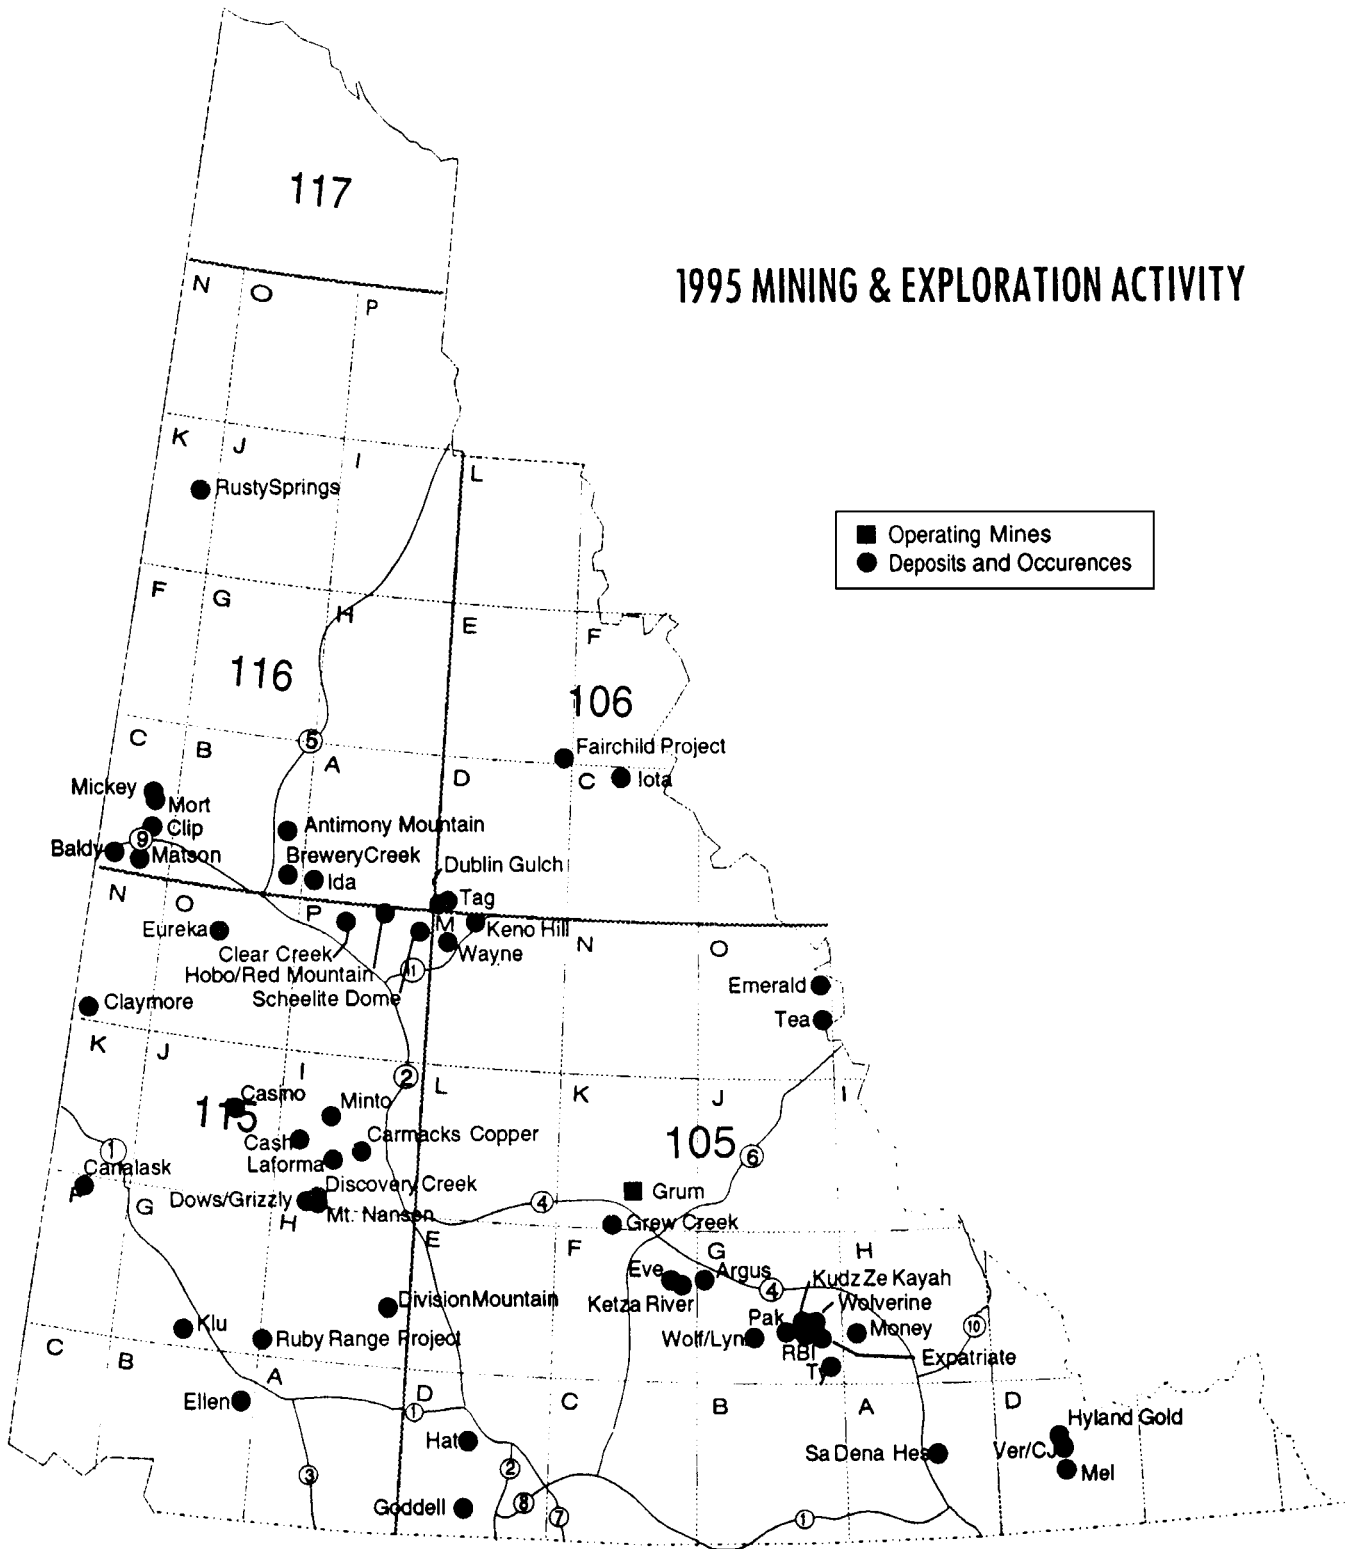 117
1995 MINING & EXPLORATION ACTIVITY
N O P
K J I L
RustySprings
Operating Mines
Deposits and Occurences
F G H E F
116
106
C B 5 A D C
Fairchild Project
Iota
Mickey
Mort
Clip
9
Antimony Mountain
Baldy
Matson
BreweryCreek
Dublin Gulch
Ida
Tag
N O P M N O
Eureka
Keno Hill
Clear Creek
Wayne
Hobo/Red Mountain
11
Scheelite Dome
Emerald
Claymore
Tea
K J I 2 L K J I
Casino
Minto
115
Carmacks Copper
105
Cash
Laforma
1
6
Canalask
F G H
Discovery Creek
Dows/Grizzly
Mt. Nansen
4
Grum
Grew Creek
E F G H
Eve
Argus
Ketza River
4
Kudz Ze Kayah
Wolverine
Division Mountain
Pak
Wolf/Lyn
Money
10
RBI
Expatriate
Klu
Ruby Range Project
Ty
C B A D C B A D
Ellen
1
Hyland Gold
Hat
Sa Dena Hes
Ver/CJ
Mel
3
2
Goddell
8
7
1